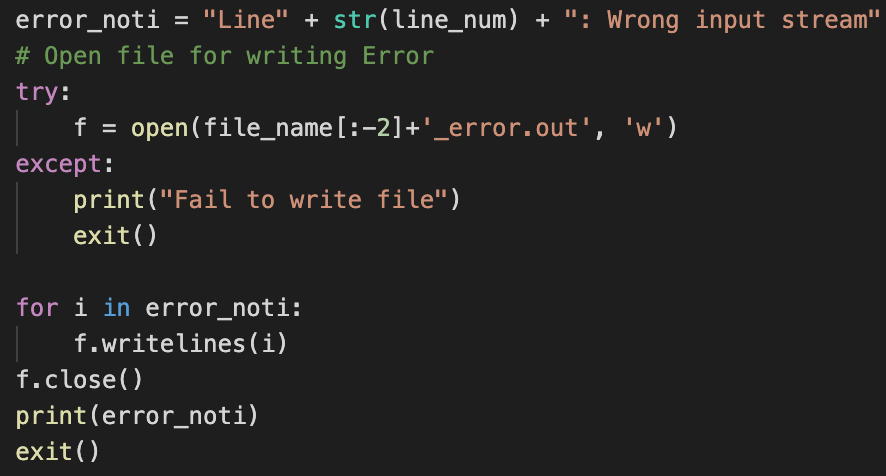 error_noti = "Line" + str(line_num) + ": Wrong input stream"
# Open file for writing Error
try:
    f = open(file_name[:-2]+'_error.out', 'w')
except:
    print("Fail to write file")
    exit()

for i in error_noti:
    f.writelines(i)
f.close()
print(error_noti)
exit()